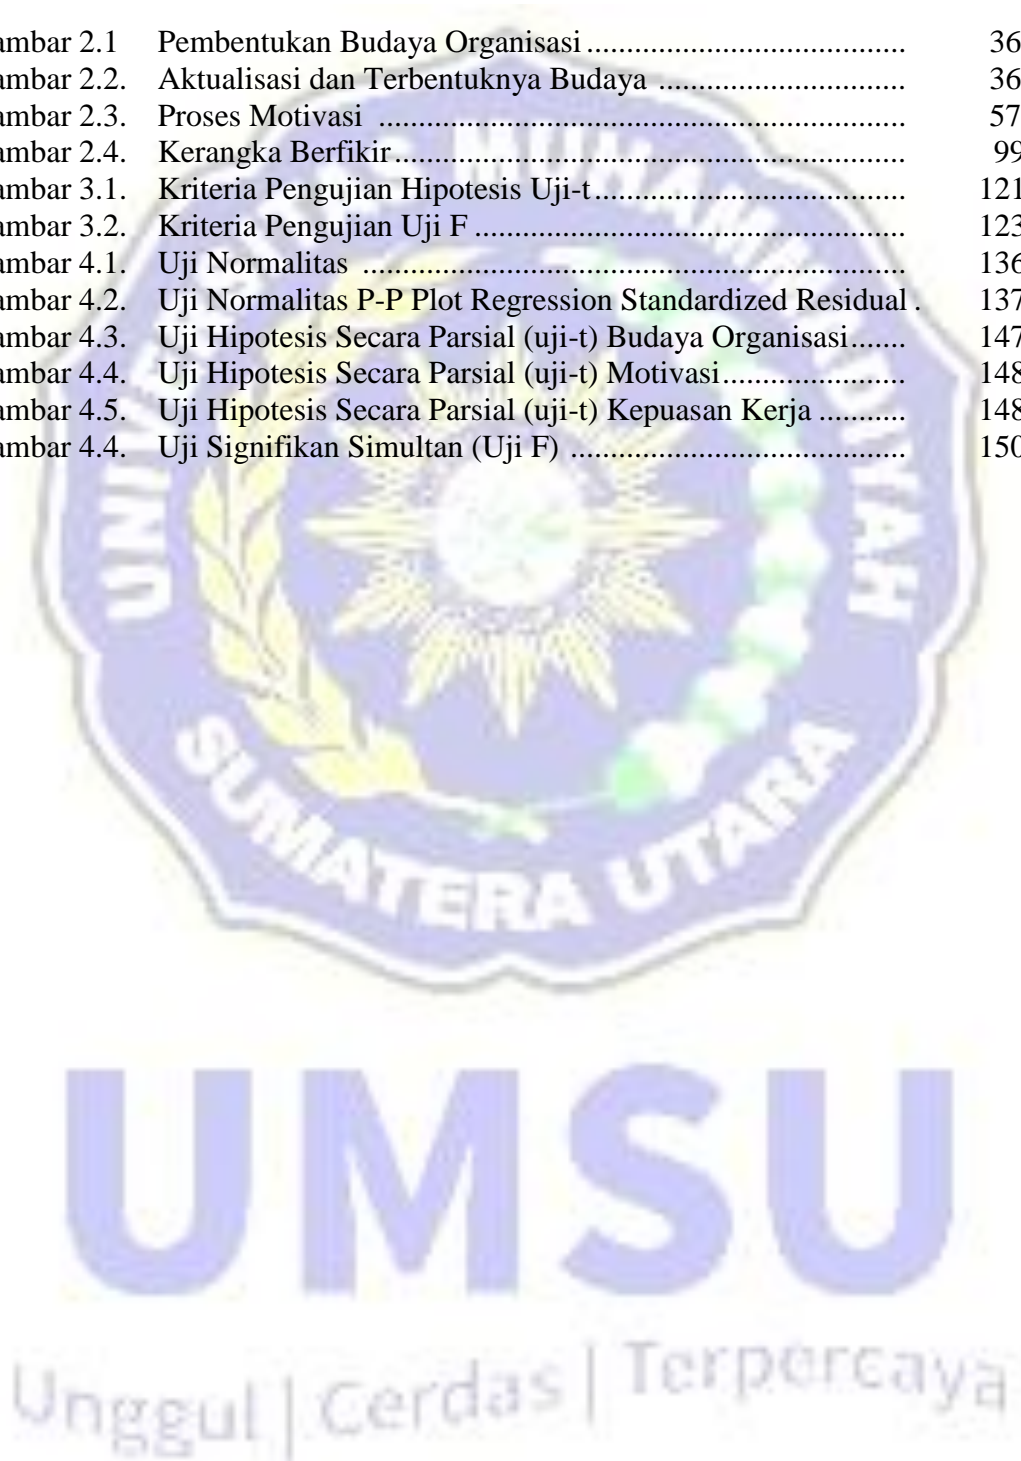 ambar 2.1 Pembentukan Budaya Organisasi ....................................... 36
ambar 2.2. Aktualisasi dan Terbentuknya Budaya .............................. 36
ambar 2.3. Proses Motivasi ................................................................ 57
ambar 2.4. Kerangka Berfikir.............................................................. 99
ambar 3.1. Kriteria Pengujian Hipotesis Uji-t...................................... 121
ambar 3.2. Kriteria Pengujian Uji F ..................................................... 123
ambar 4.1. Uji Normalitas .................................................................. 136
ambar 4.2. Uji Normalitas P-P Plot Regression Standardized Residual . 137
ambar 4.3. Uji Hipotesis Secara Parsial (uji-t) Budaya Organisasi....... 147
ambar 4.4. Uji Hipotesis Secara Parsial (uji-t) Motivasi...................... 148
ambar 4.5. Uji Hipotesis Secara Parsial (uji-t) Kepuasan Kerja ........... 148
ambar 4.4. Uji Signifikan Simultan (Uji F) ......................................... 150
UNIVERSITAS MUHAMMADIYAH
SUMATERA UTARA
UMSU
Unggul | Cerdas | Terpercaya